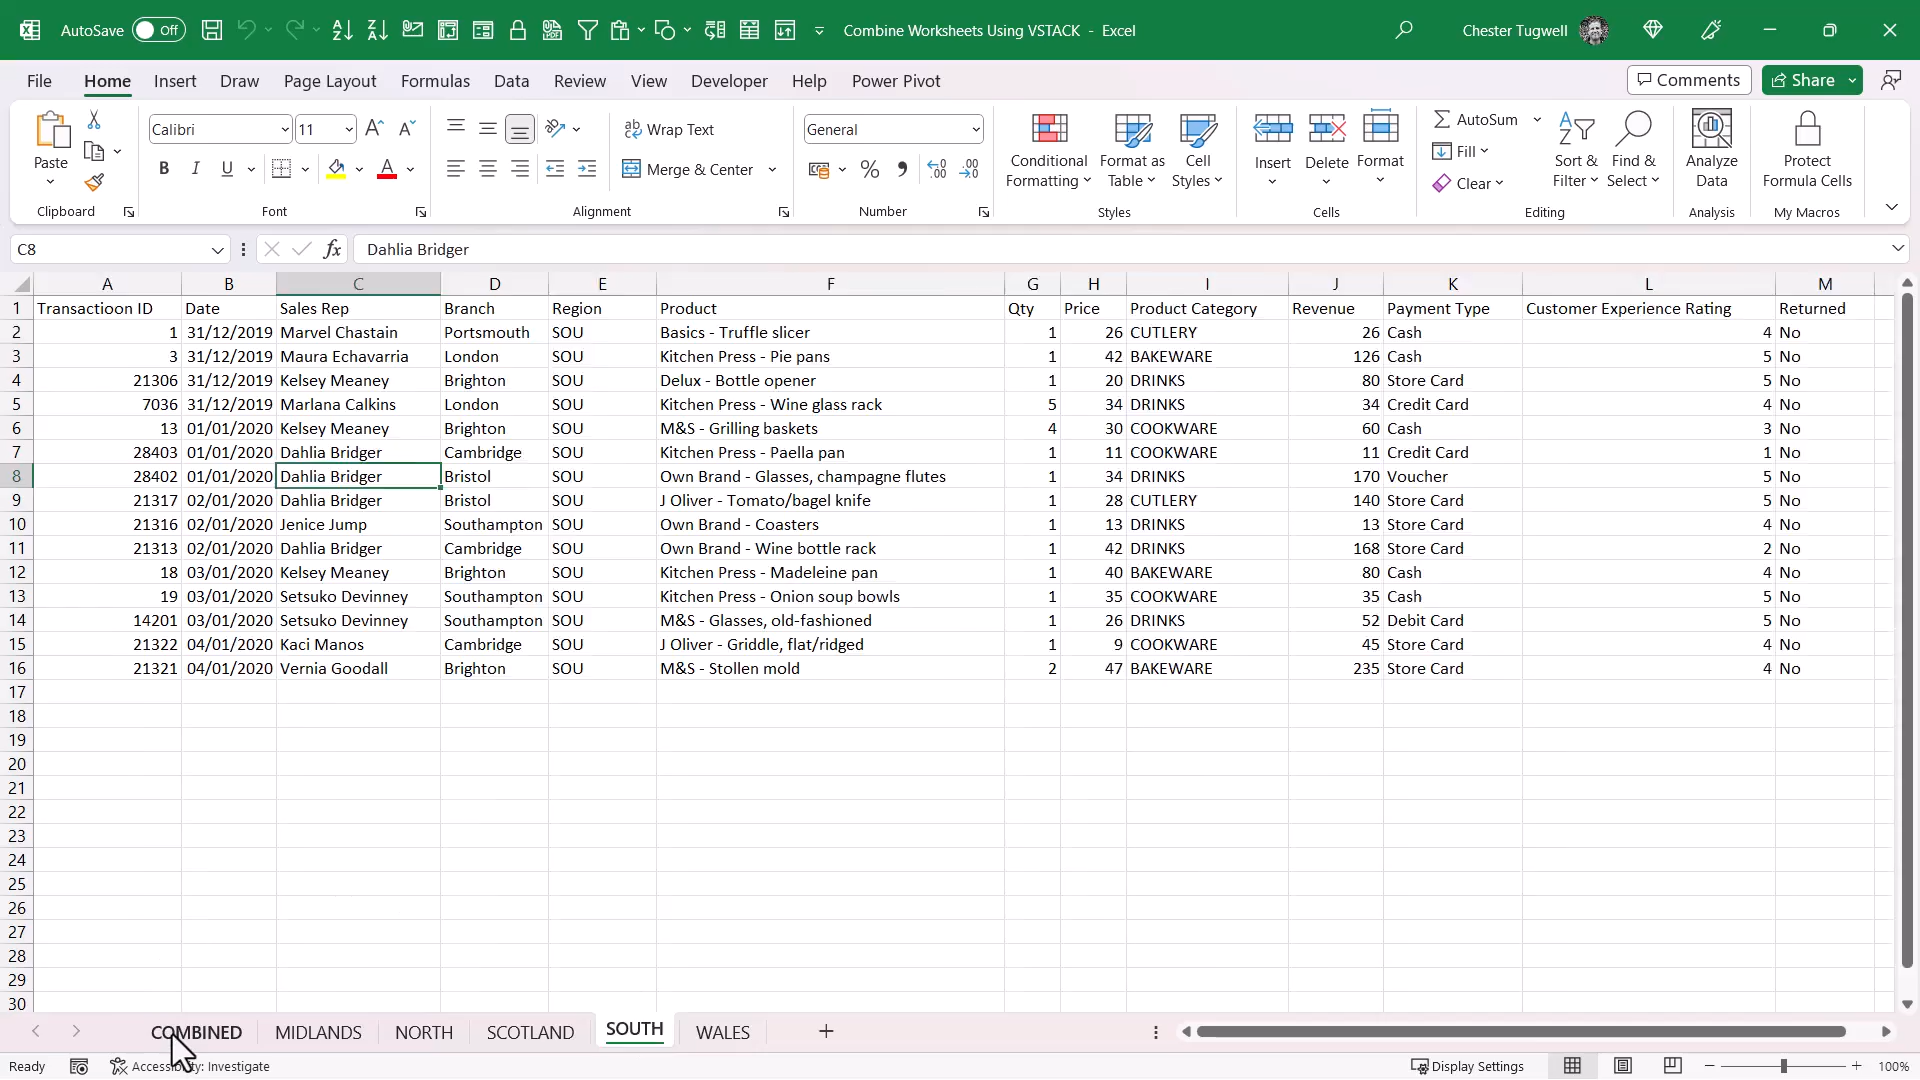 AutoSave Off Combine Worksheets Using VSTACK - Excel Chester Tugwell
File Home Insert Draw Page Layout Formulas Data Review View Developer Help Power Pivot Comments Share
Paste Calibri 11 Wrap Text General Conditional Formatting Format as Table Cell Styles Insert Delete Format AutoSum Sort & Filter Find & Select Analyze Data Protect Formula Cells
B I U Merge & Center % Fill
Clear
Clipboard Font Alignment Number Styles Cells Editing Analysis My Macros
C8 fx Dahlia Bridger
A B C D E F G H I J K L M
1 Transactioon ID Date Sales Rep Branch Region Product Qty Price Product Category Revenue Payment Type Customer Experience Rating Returned
2 1 31/12/2019 Marvel Chastain Portsmouth SOU Basics - Truffle slicer 1 26 CUTLERY 26 Cash 4 No
3 3 31/12/2019 Maura Echavarria London SOU Kitchen Press - Pie pans 1 42 BAKEWARE 126 Cash 5 No
4 21306 31/12/2019 Kelsey Meaney Brighton SOU Delux - Bottle opener 1 20 DRINKS 80 Store Card 5 No
5 7036 31/12/2019 Marlana Calkins London SOU Kitchen Press - Wine glass rack 5 34 DRINKS 34 Credit Card 4 No
6 13 01/01/2020 Kelsey Meaney Brighton SOU M&S - Grilling baskets 4 30 COOKWARE 60 Cash 3 No
7 28403 01/01/2020 Dahlia Bridger Cambridge SOU Kitchen Press - Paella pan 1 11 COOKWARE 11 Credit Card 1 No
8 28402 01/01/2020 Dahlia Bridger Bristol SOU Own Brand - Glasses, champagne flutes 1 34 DRINKS 170 Voucher 5 No
9 21317 02/01/2020 Dahlia Bridger Bristol SOU J Oliver - Tomato/bagel knife 1 28 CUTLERY 140 Store Card 5 No
10 21316 02/01/2020 Jenice Jump Southampton SOU Own Brand - Coasters 1 13 DRINKS 13 Store Card 4 No
11 21313 02/01/2020 Dahlia Bridger Cambridge SOU Own Brand - Wine bottle rack 1 42 DRINKS 168 Store Card 2 No
12 18 03/01/2020 Kelsey Meaney Brighton SOU Kitchen Press - Madeleine pan 1 40 BAKEWARE 80 Cash 4 No
13 19 03/01/2020 Setsuko Devinney Southampton SOU Kitchen Press - Onion soup bowls 1 35 COOKWARE 35 Cash 5 No
14 14201 03/01/2020 Setsuko Devinney Southampton SOU M&S - Glasses, old-fashioned 1 26 DRINKS 52 Debit Card 5 No
15 21322 04/01/2020 Kaci Manos Cambridge SOU J Oliver - Griddle, flat/ridged 1 9 COOKWARE 45 Store Card 4 No
16 21321 04/01/2020 Vernia Goodall Brighton SOU M&S - Stollen mold 2 47 BAKEWARE 235 Store Card 4 No
17
18
19
20
21
22
23
24
25
26
27
28
29
30
COMBINED MIDLANDS NORTH SCOTLAND SOUTH WALES
Ready Accessibility: Investigate Display Settings 100%